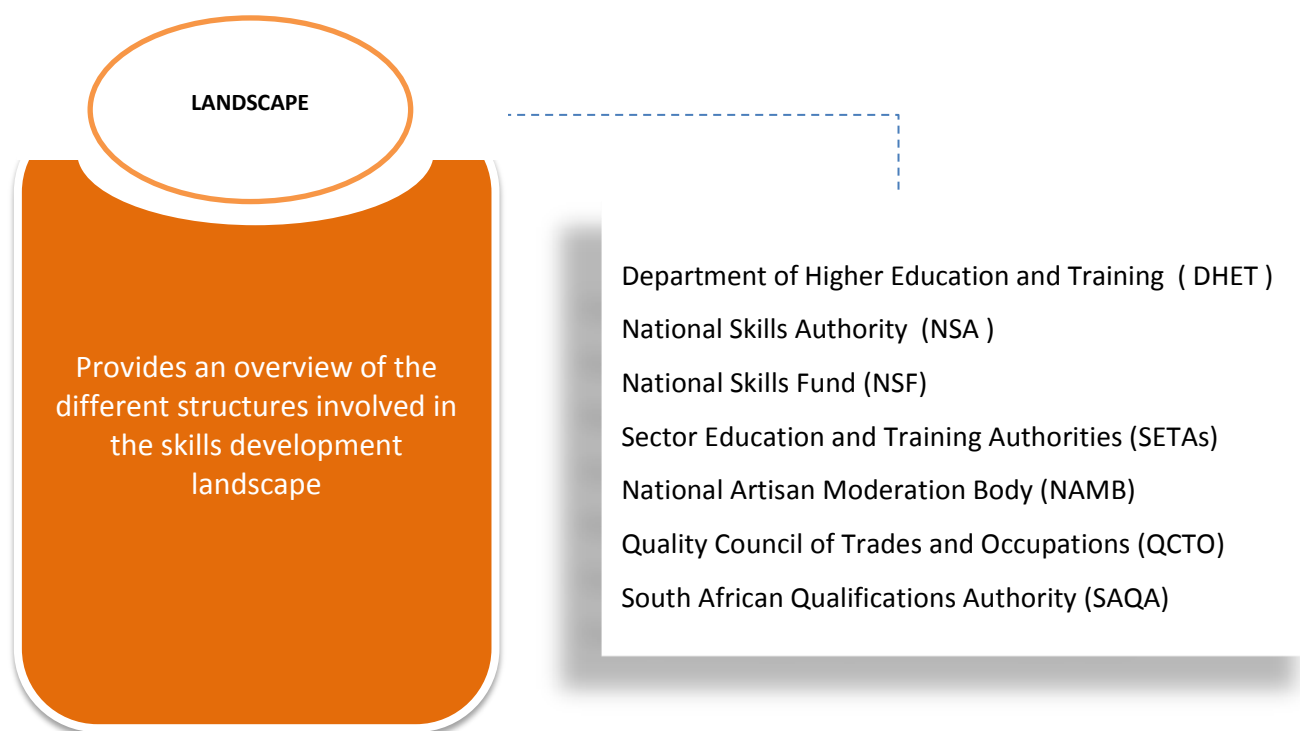 LANDSCAPE
Provides an overview of the
different structures involved in
the skills development
landscape
Department of Higher Education and Training  ( DHET )
National Skills Authority  (NSA )
National Skills Fund (NSF)
Sector Education and Training Authorities (SETAs)
National Artisan Moderation Body (NAMB)
Quality Council of Trades and Occupations (QCTO)
South African Qualifications Authority (SAQA)